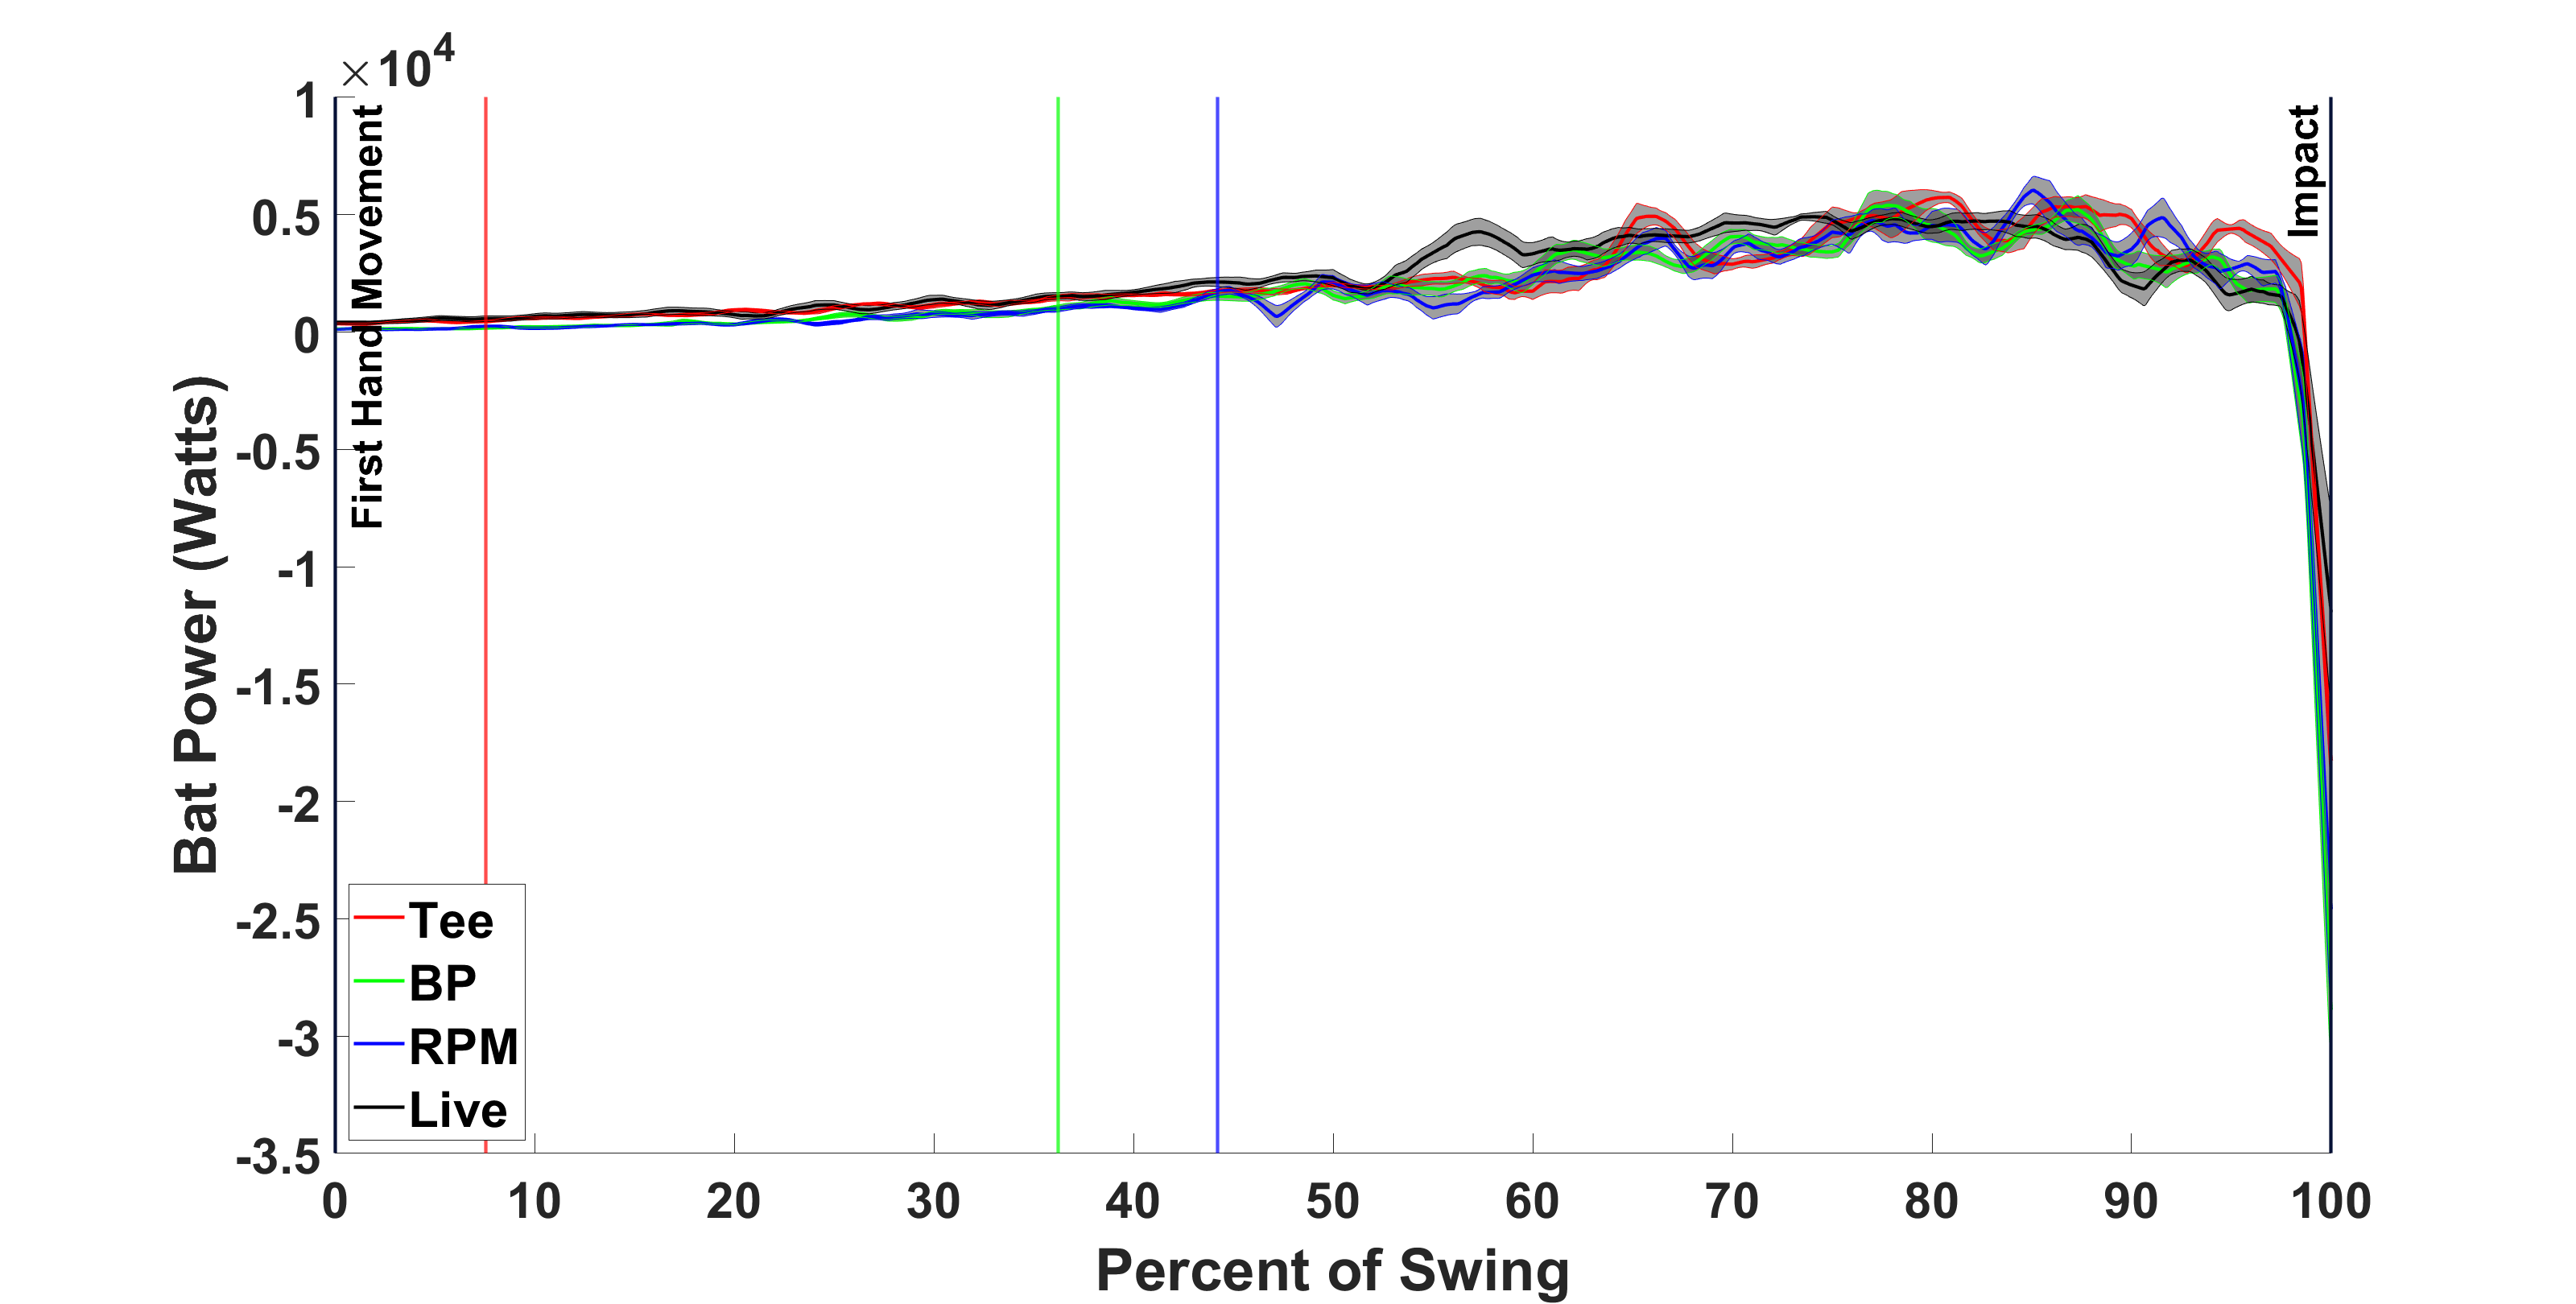 ×10⁴
1
0.5
0
-0.5
-1
-1.5
-2
-2.5
-3
-3.5
Bat Power (Watts)
First Hand Movement
Impact
Tee
BP
RPM
Live
0 10 20 30 40 50 60 70 80 90 100
Percent of Swing